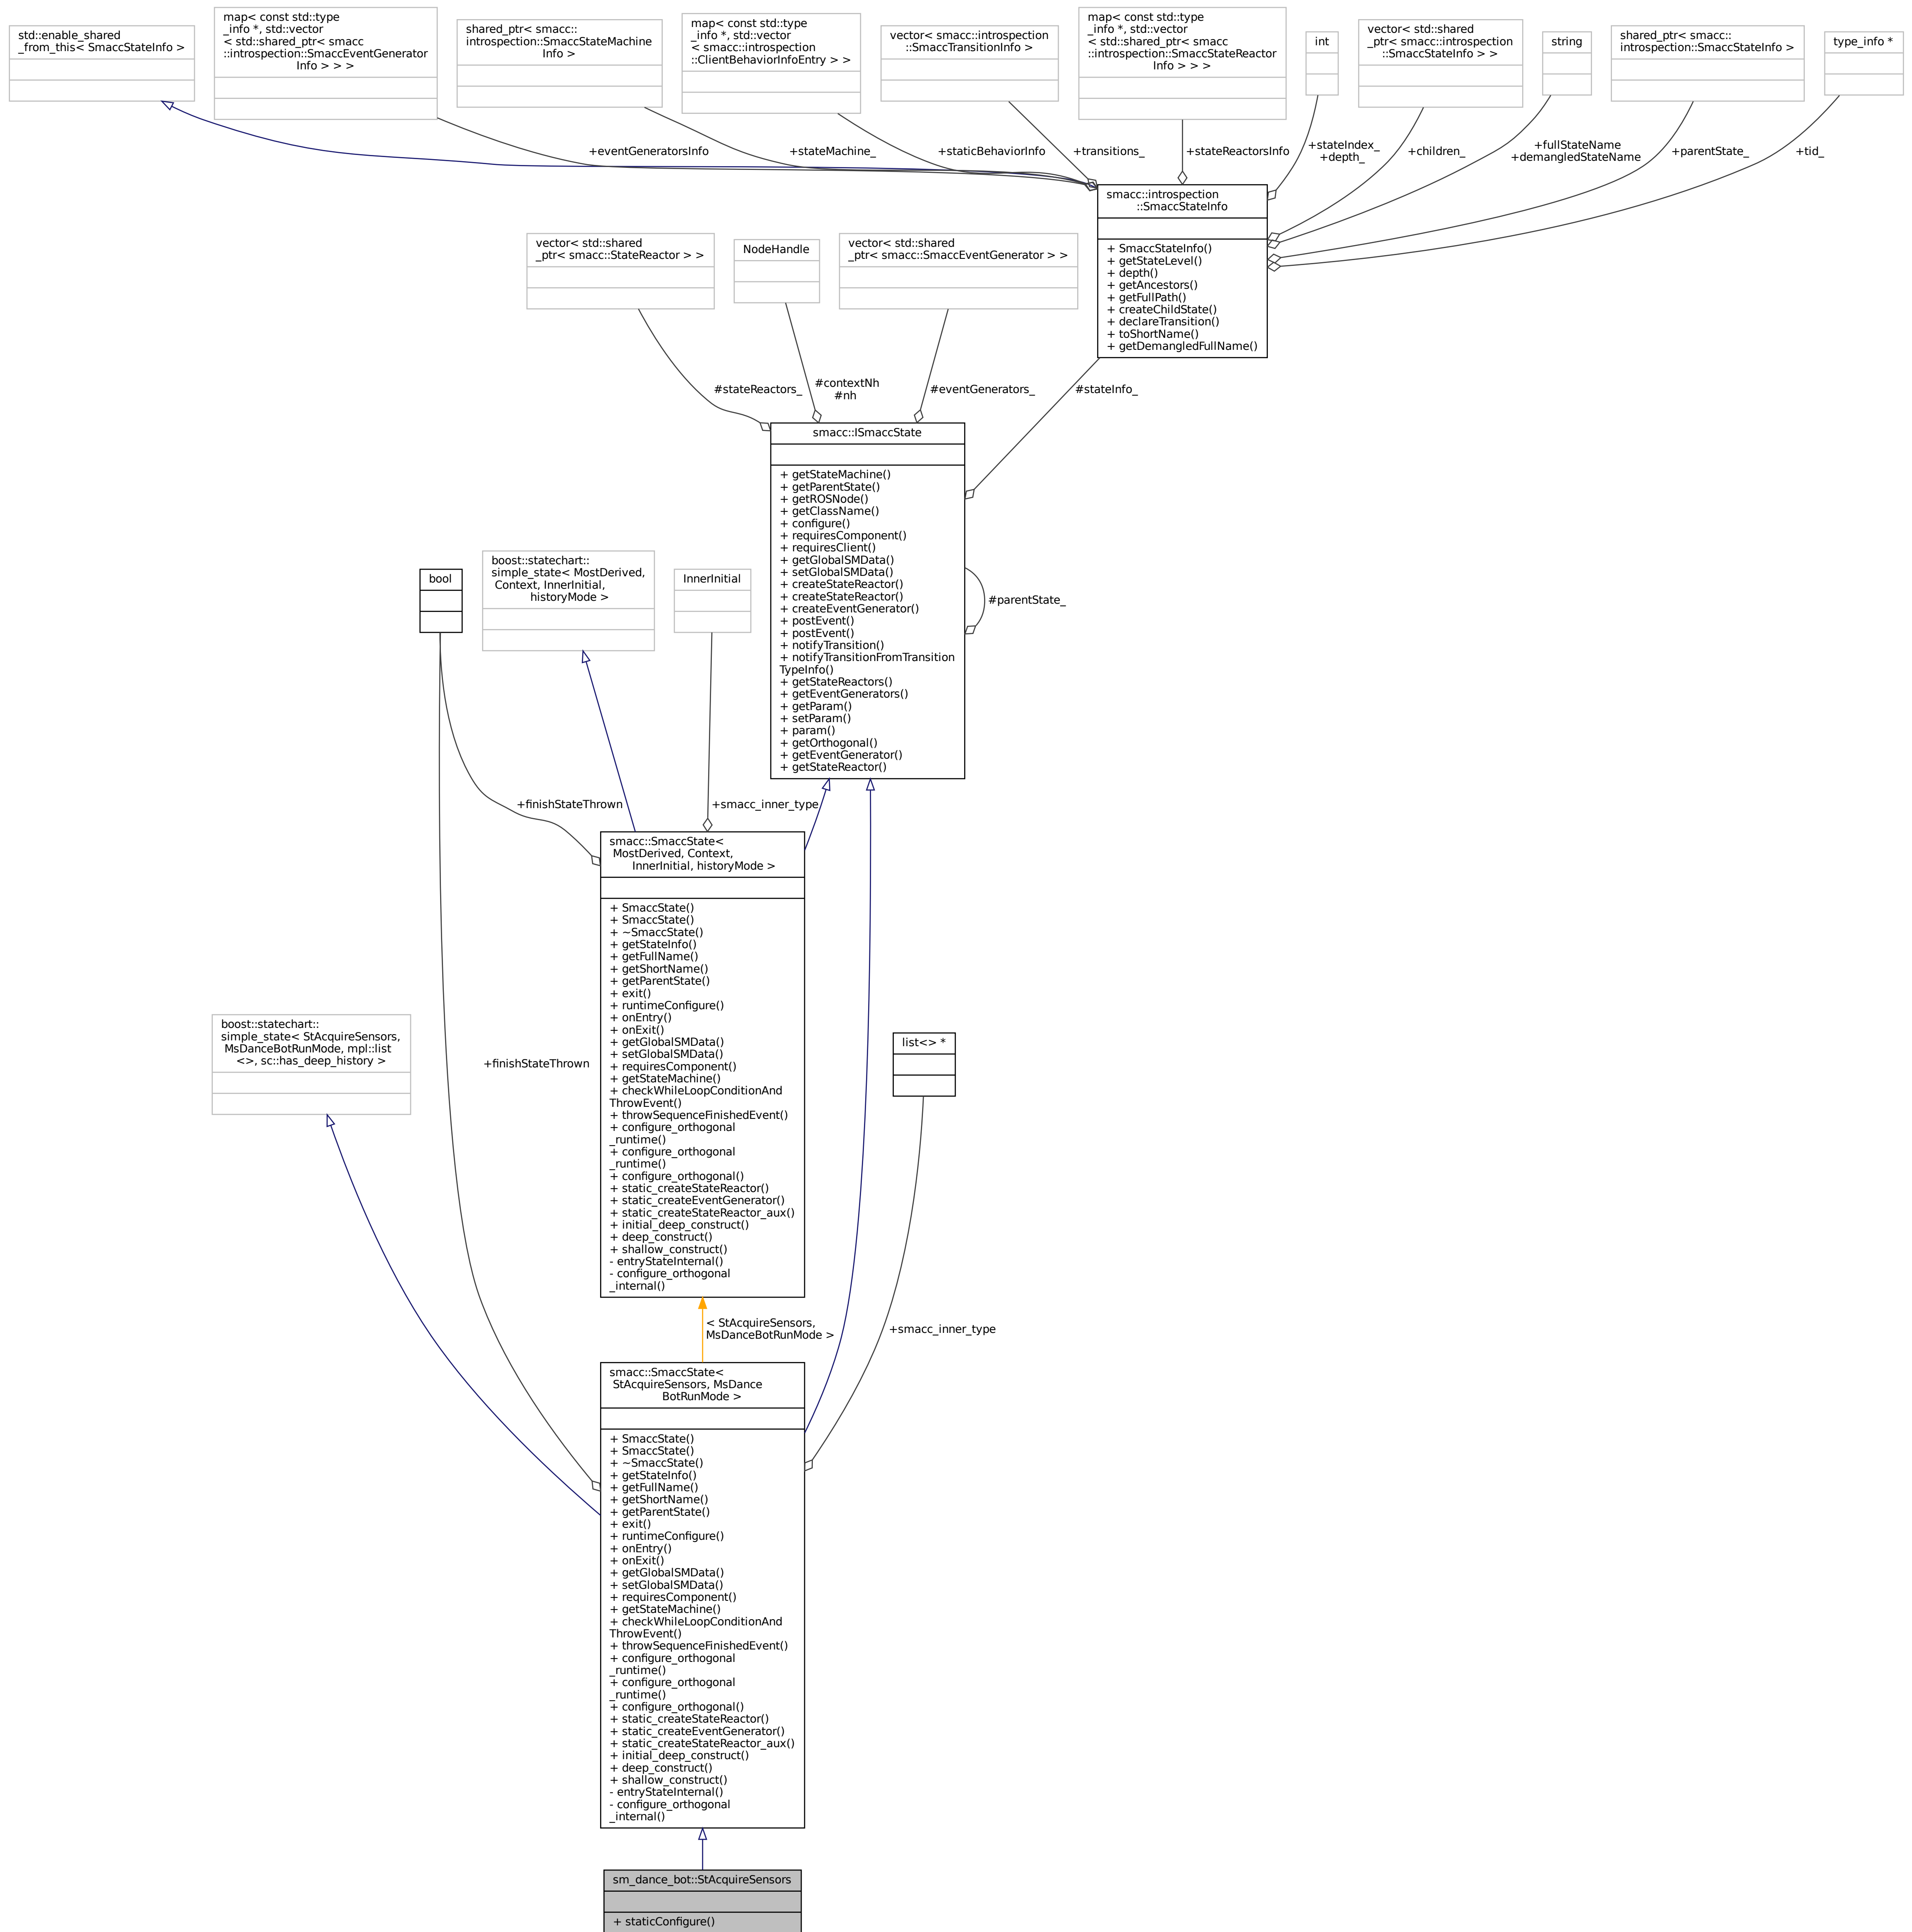 std::enable_shared
_from_this< SmaccStateInfo >
map< const std::type
_info *, std::vector
< std::shared_ptr< smacc
::introspection::SmaccEventGenerator
Info > > >
shared_ptr< smacc::
introspection::SmaccStateMachine
Info >
map< const std::type
_info *, std::vector
< smacc::introspection
::ClientBehaviorInfoEntry > >
vector< smacc::introspection
::SmaccTransitionInfo >
map< const std::type
_info *, std::vector
< std::shared_ptr< smacc
::introspection::SmaccStateReactor
Info > > >
int
vector< std::shared
_ptr< smacc::introspection
::SmaccStateInfo > >
string
shared_ptr< smacc::
introspection::SmaccStateInfo >
type_info *
+eventGeneratorsInfo
+stateMachine_
+staticBehaviorInfo
+transitions_
+stateReactorsInfo
+stateIndex_
+depth_
+children_
+fullStateName
+demangledStateName
+parentState_
+tid_
smacc::introspection
::SmaccStateInfo
+ SmaccStateInfo()
+ getStateLevel()
+ depth()
+ getAncestors()
+ getFullPath()
+ createChildState()
+ declareTransition()
+ toShortName()
+ getDemangledFullName()
vector< std::shared
_ptr< smacc::StateReactor > >
NodeHandle
vector< std::shared
_ptr< smacc::SmaccEventGenerator > >
#stateReactors_
#contextNh
#nh
#eventGenerators_
#stateInfo_
smacc::ISmaccState
+ getStateMachine()
+ getParentState()
+ getROSNode()
+ getClassName()
+ configure()
+ requiresComponent()
+ requiresClient()
+ getGlobalSMData()
+ setGlobalSMData()
+ createStateReactor()
+ createStateReactor()
+ createEventGenerator()
+ postEvent()
+ postEvent()
+ notifyTransition()
+ notifyTransitionFromTransition
TypeInfo()
+ getStateReactors()
+ getEventGenerators()
+ getParam()
+ setParam()
+ param()
+ getOrthogonal()
+ getEventGenerator()
+ getStateReactor()
#parentState_
bool
boost::statechart::
simple_state< MostDerived,
Context, InnerInitial,
historyMode >
InnerInitial
+finishStateThrown
+smacc_inner_type
smacc::SmaccState<
MostDerived, Context,
InnerInitial, historyMode >
+ SmaccState()
+ SmaccState()
+ ~SmaccState()
+ getStateInfo()
+ getFullName()
+ getShortName()
+ getParentState()
+ exit()
+ runtimeConfigure()
+ onEntry()
+ onExit()
+ getGlobalSMData()
+ setGlobalSMData()
+ requiresComponent()
+ getStateMachine()
+ checkWhileLoopConditionAnd
ThrowEvent()
+ throwSequenceFinishedEvent()
+ configure_orthogonal
_runtime()
+ configure_orthogonal
_runtime()
+ configure_orthogonal()
+ static_createStateReactor()
+ static_createEventGenerator()
+ static_createStateReactor_aux()
+ initial_deep_construct()
+ deep_construct()
+ shallow_construct()
- entryStateInternal()
- configure_orthogonal
_internal()
boost::statechart::
simple_state< StAcquireSensors,
MsDanceBotRunMode, mpl::list
<>, sc::has_deep_history >
+finishStateThrown
list<> *
< StAcquireSensors,
MsDanceBotRunMode >
+smacc_inner_type
smacc::SmaccState<
StAcquireSensors, MsDance
BotRunMode >
+ SmaccState()
+ SmaccState()
+ ~SmaccState()
+ getStateInfo()
+ getFullName()
+ getShortName()
+ getParentState()
+ exit()
+ runtimeConfigure()
+ onEntry()
+ onExit()
+ getGlobalSMData()
+ setGlobalSMData()
+ requiresComponent()
+ getStateMachine()
+ checkWhileLoopConditionAnd
ThrowEvent()
+ throwSequenceFinishedEvent()
+ configure_orthogonal
_runtime()
+ configure_orthogonal
_runtime()
+ configure_orthogonal()
+ static_createStateReactor()
+ static_createEventGenerator()
+ static_createStateReactor_aux()
+ initial_deep_construct()
+ deep_construct()
+ shallow_construct()
- entryStateInternal()
- configure_orthogonal
_internal()
sm_dance_bot::StAcquireSensors
+ staticConfigure()